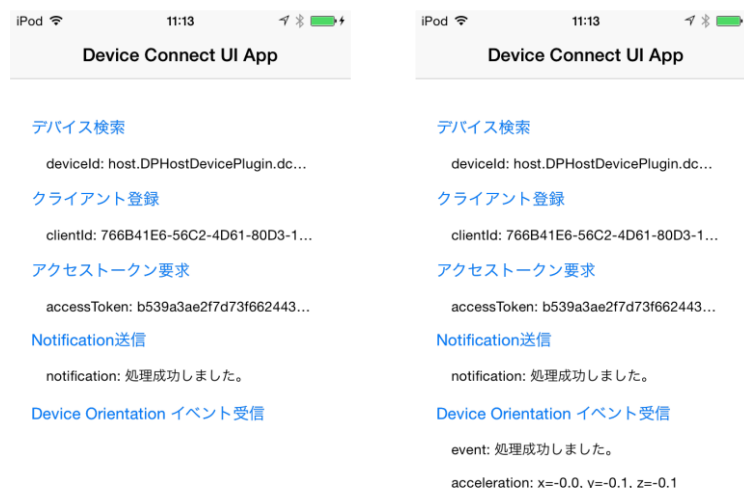 iPod 11:13
Device Connect UI App
デバイス検索
deviceId: host.DPHostDevicePlugin.dc...
クライアント登録
clientId: 766B41E6-56C2-4D61-80D3-1...
アクセストークン要求
accessToken: b539a3ae2f7d73f662443...
Notification送信
notification: 処理成功しました。
Device Orientation イベント受信
iPod 11:13
Device Connect UI App
デバイス検索
deviceId: host.DPHostDevicePlugin.dc...
クライアント登録
clientId: 766B41E6-56C2-4D61-80D3-1...
アクセストークン要求
accessToken: b539a3ae2f7d73f662443...
Notification送信
notification: 処理成功しました。
Device Orientation イベント受信
event: 処理成功しました。
acceleration: x=-0.0, y=-0.1, z=-0.1